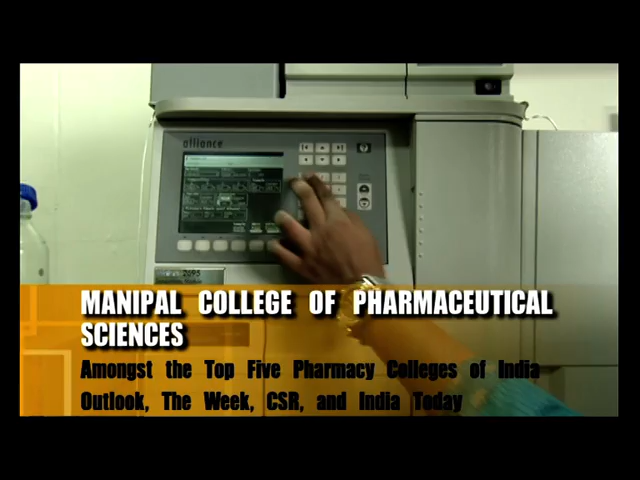 alliance
2695
MANIPAL COLLEGE OF PHARMACEUTICAL
SCIENCES
Amongst the Top Five Pharmacy Colleges of India
Outlook, The Week, CSR, and India Today